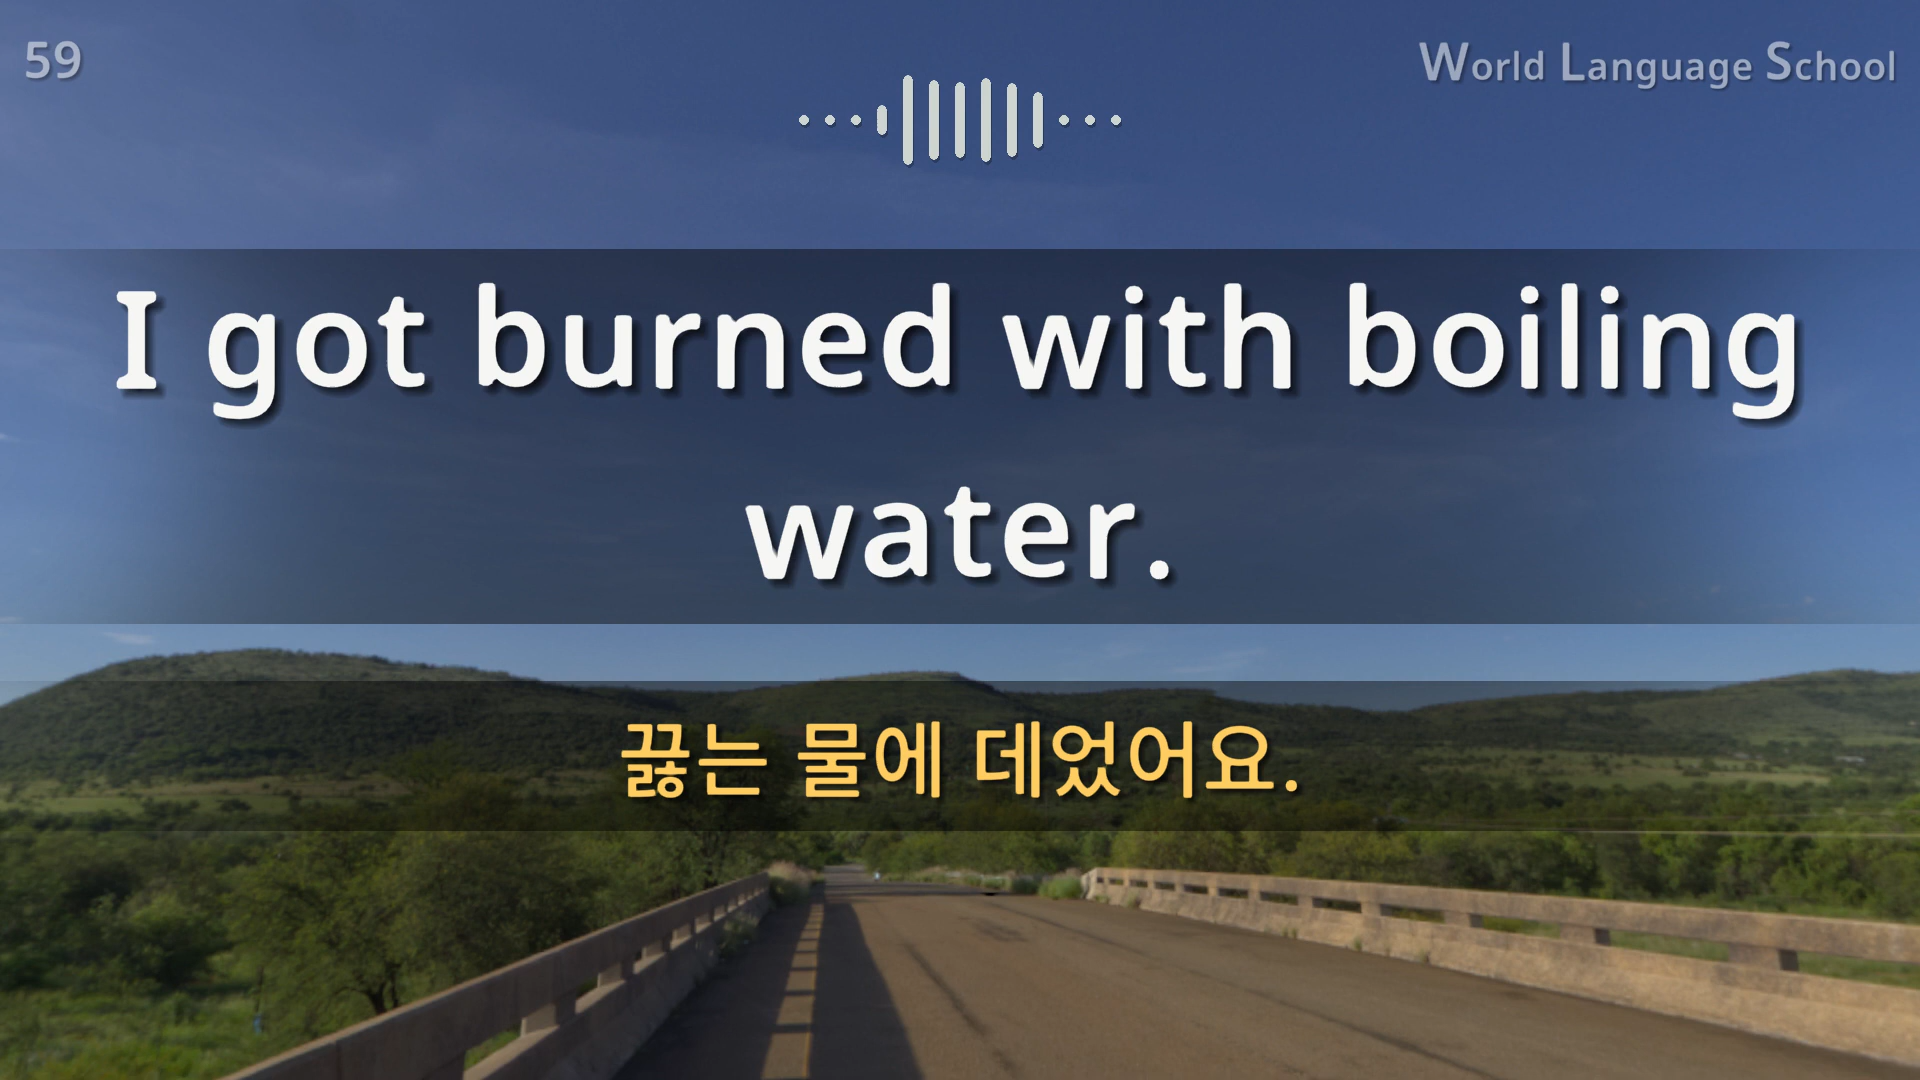 59
World Language School
I got burned with boiling
water.
끓는 물에 데었어요.